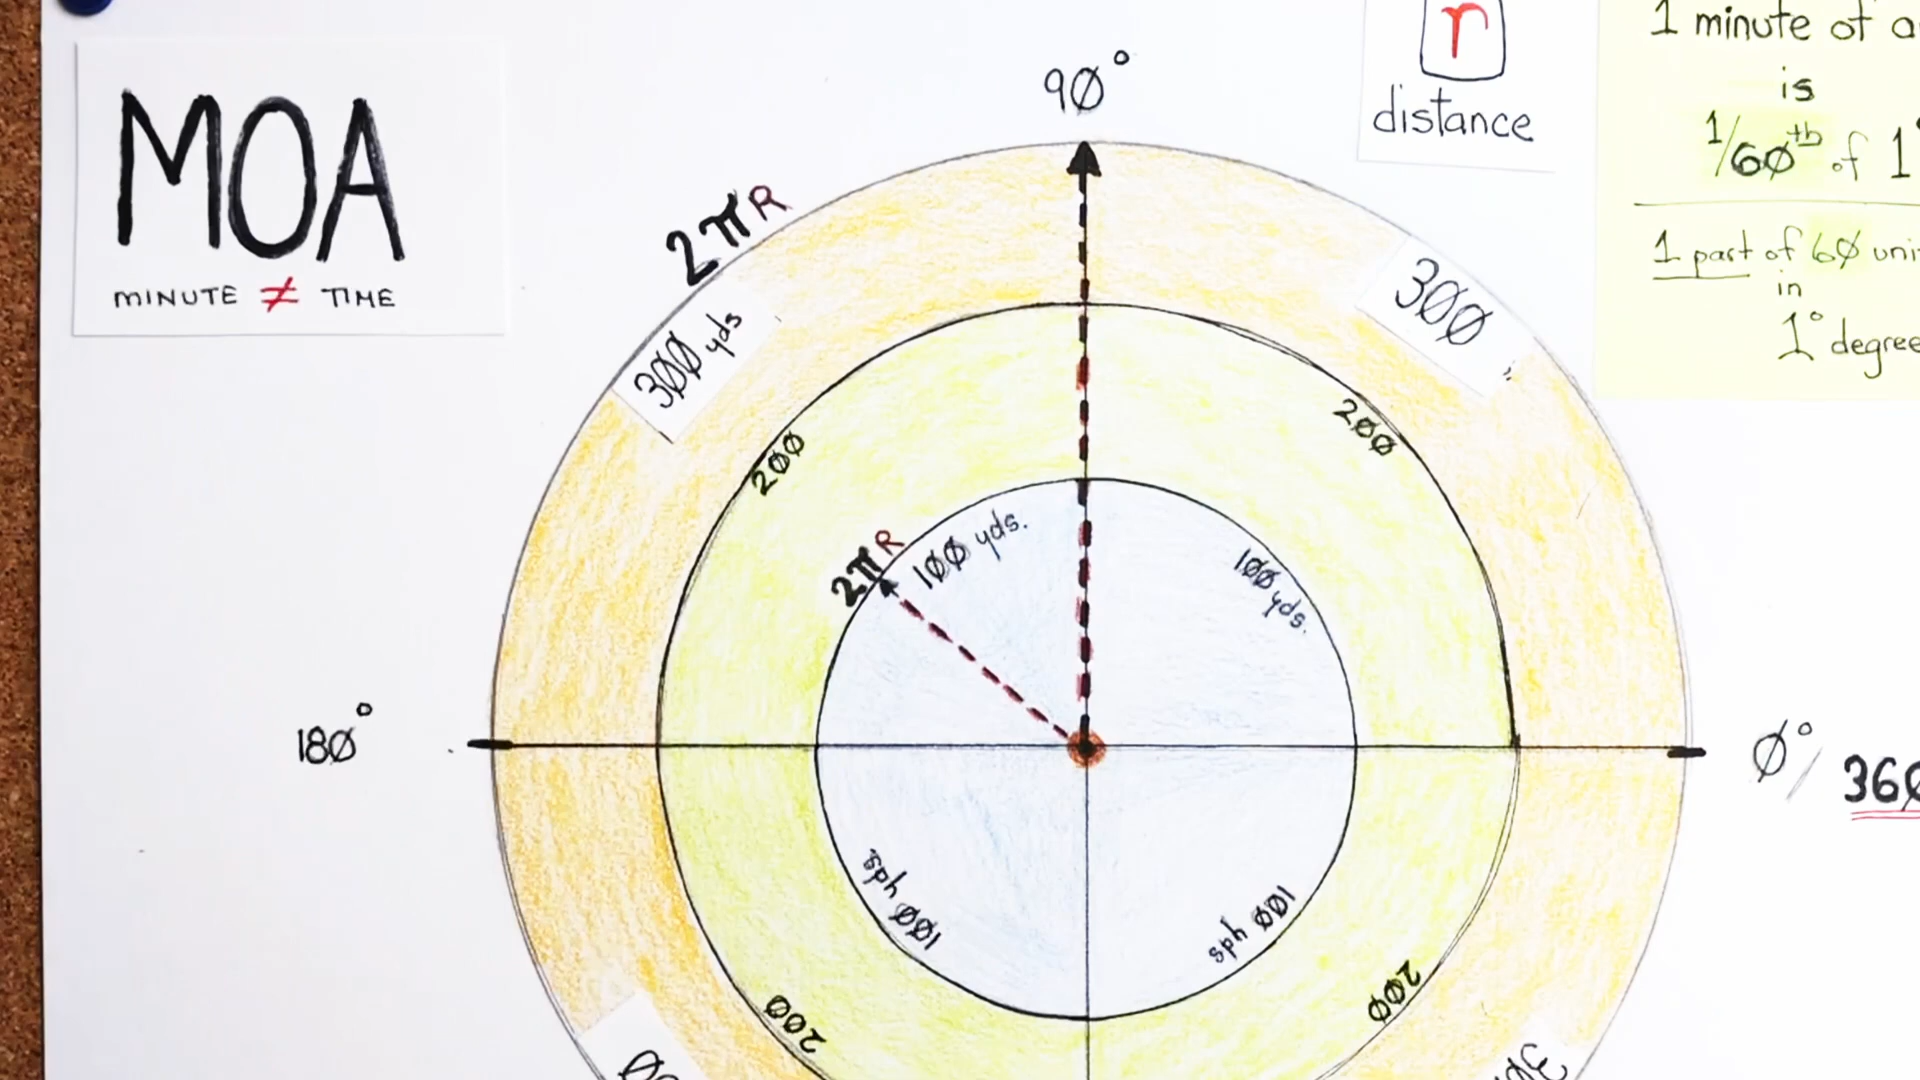 MOA
MINUTE ≠ TIME
r
distance
1 minute of
is
1/60th of 1°
1 part of 60
in
1° degree
90°
2πR
300 yds
300
200
200
2πR
100 yds.
100 yds.
180°
0°/ 360
100 yds.
100 yds
200
200